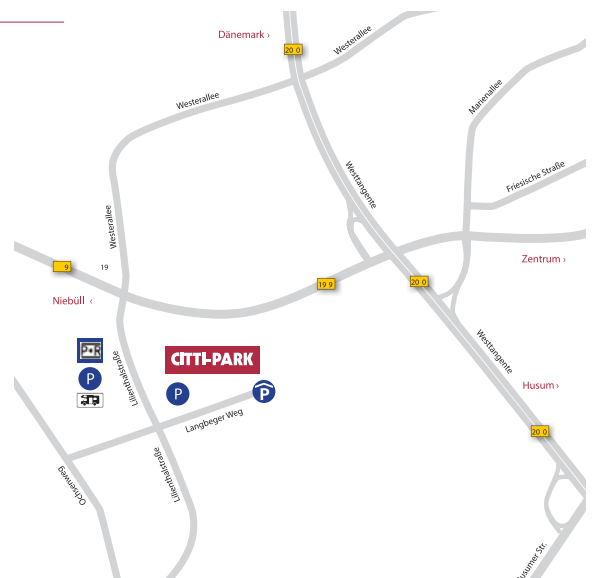 Dänemark ›
20 0
Westerallee
Westerallee
Marienallee
Westtangente
Friesische Straße
Westerallee
9
19
19 9
20 0
Zentrum ›
Niebüll ‹
Westtangente
P+R
CITTI-PARK
Lilienthalstraße
P
P
P
Husum ›
Langbeger Weg
20 0
Ochsenweg
Lilienthalstraße
usumer Str.